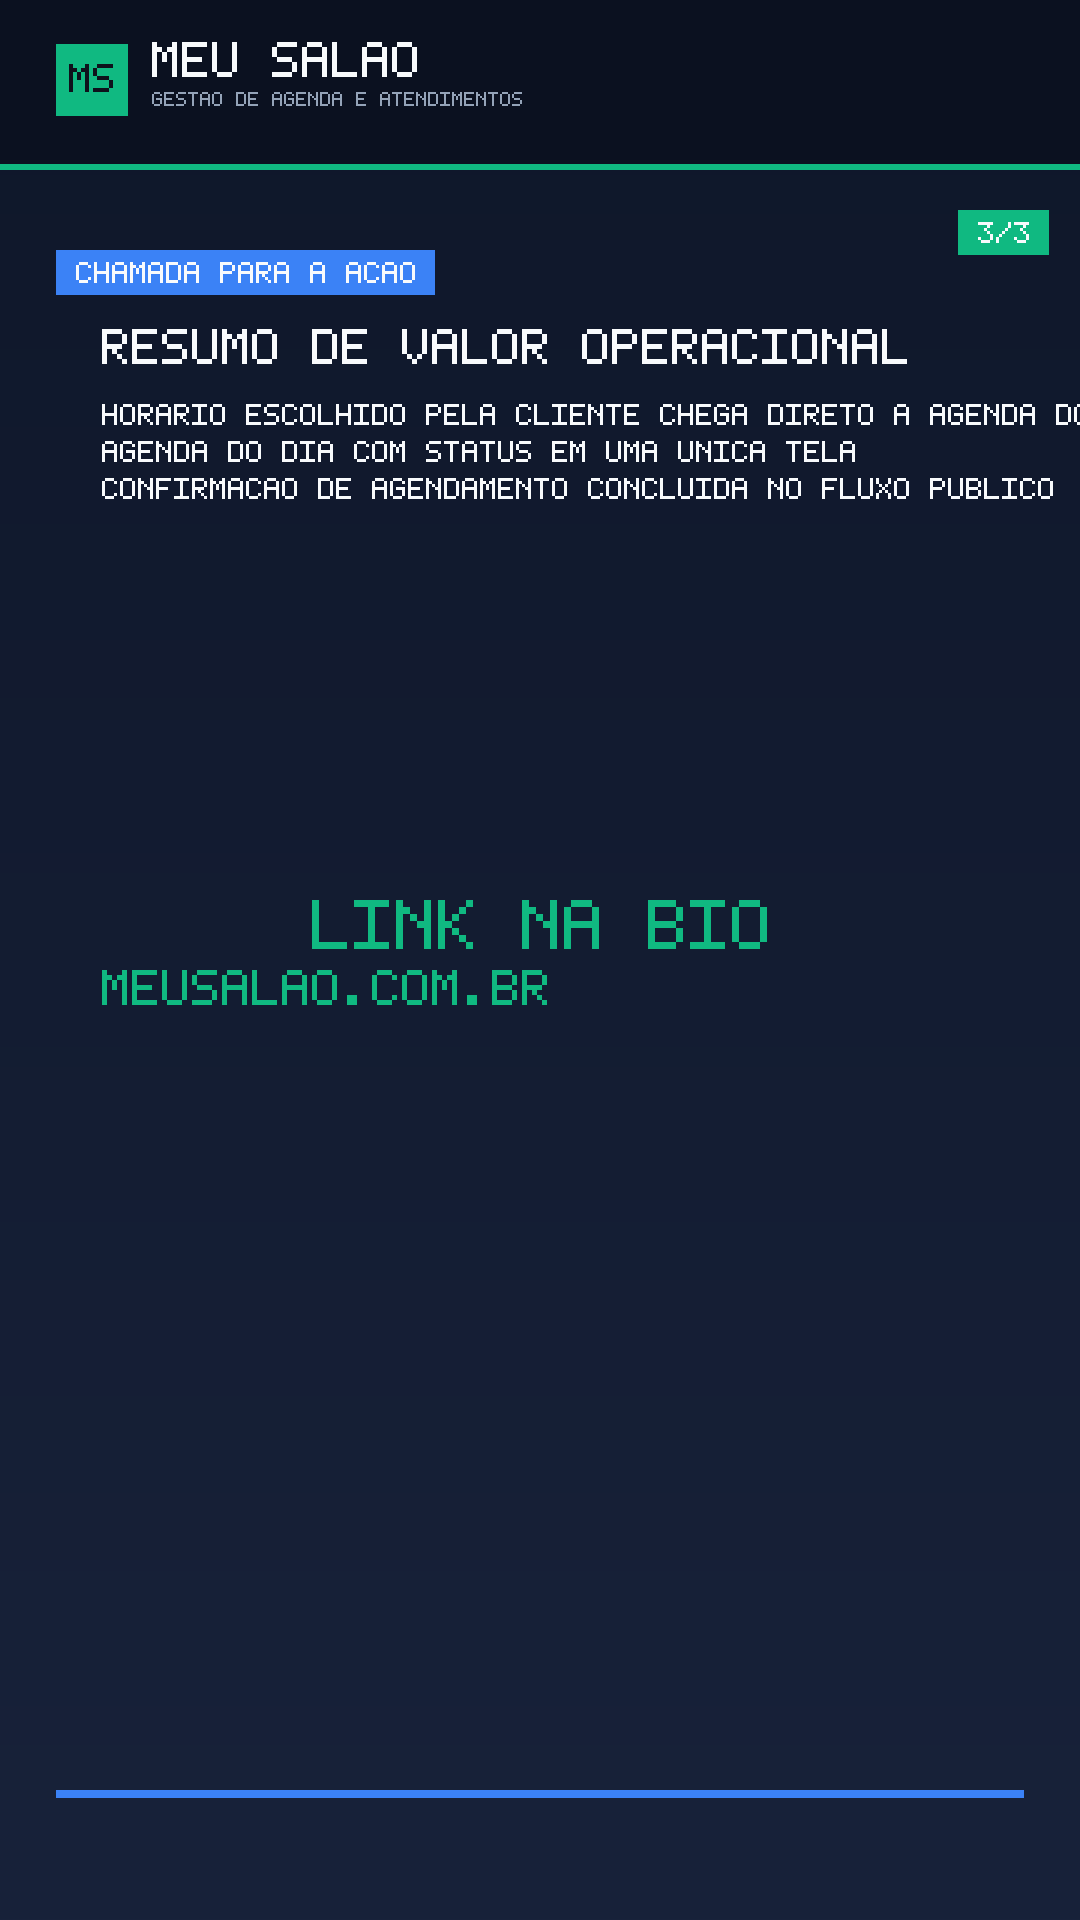 MS
MEU SALAO
GESTAO DE AGENDA E ATENDIMENTOS
3/3
CHAMADA PARA A ACAO
RESUMO DE VALOR OPERACIONAL
HORARIO ESCOLHIDO PELA CLIENTE CHEGA DIRETO A AGENDA DO
AGENDA DO DIA COM STATUS EM UMA UNICA TELA
CONFIRMACAO DE AGENDAMENTO CONCLUIDA NO FLUXO PUBLICO
LINK NA BIO
MEUSALAO.COM.BR